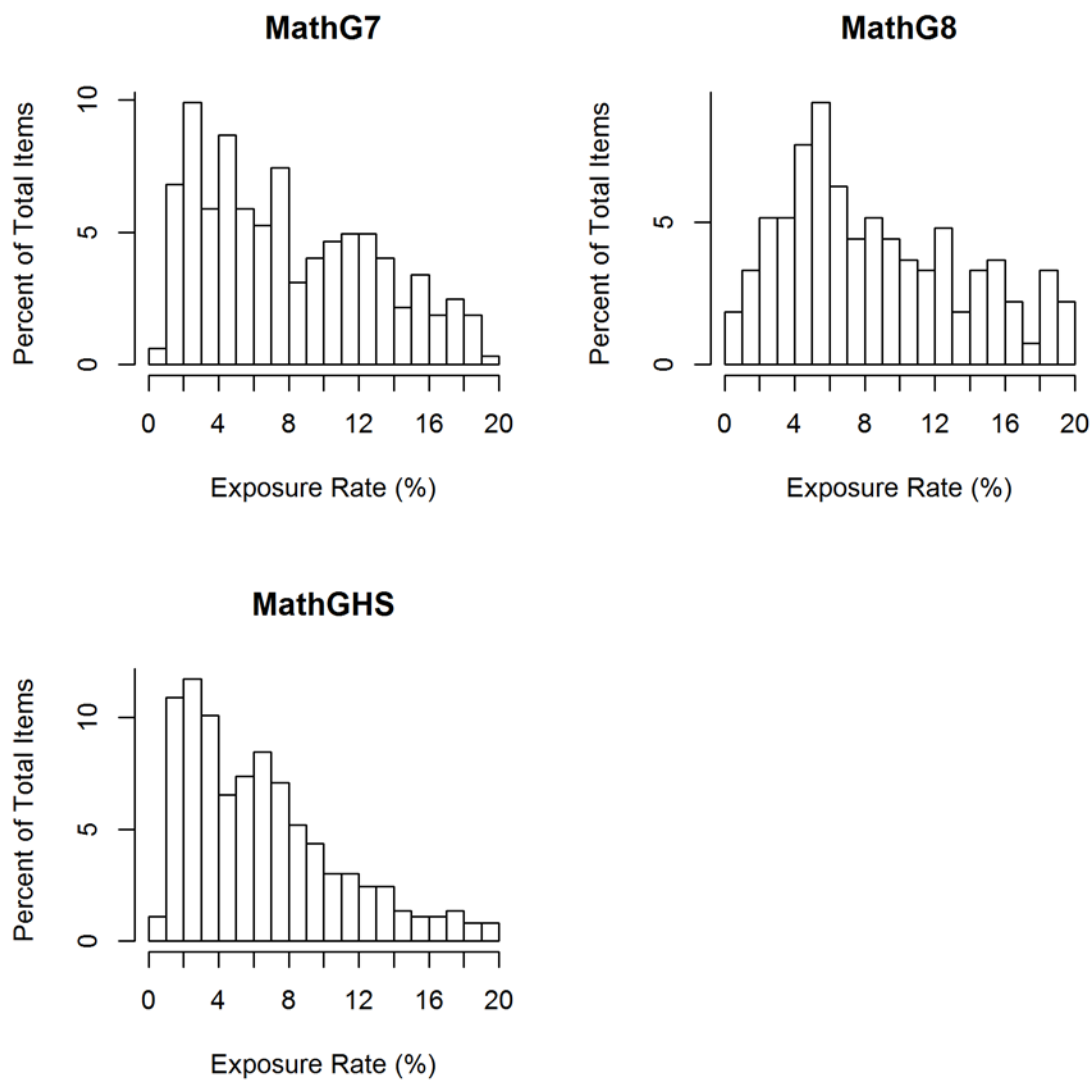 MathG7
Percent of Total Items
0 5 10
0 4 8 12 16 20
Exposure Rate (%)
MathG8
Percent of Total Items
0 5
0 4 8 12 16 20
Exposure Rate (%)
MathGHS
Percent of Total Items
0 5 10
0 4 8 12 16 20
Exposure Rate (%)